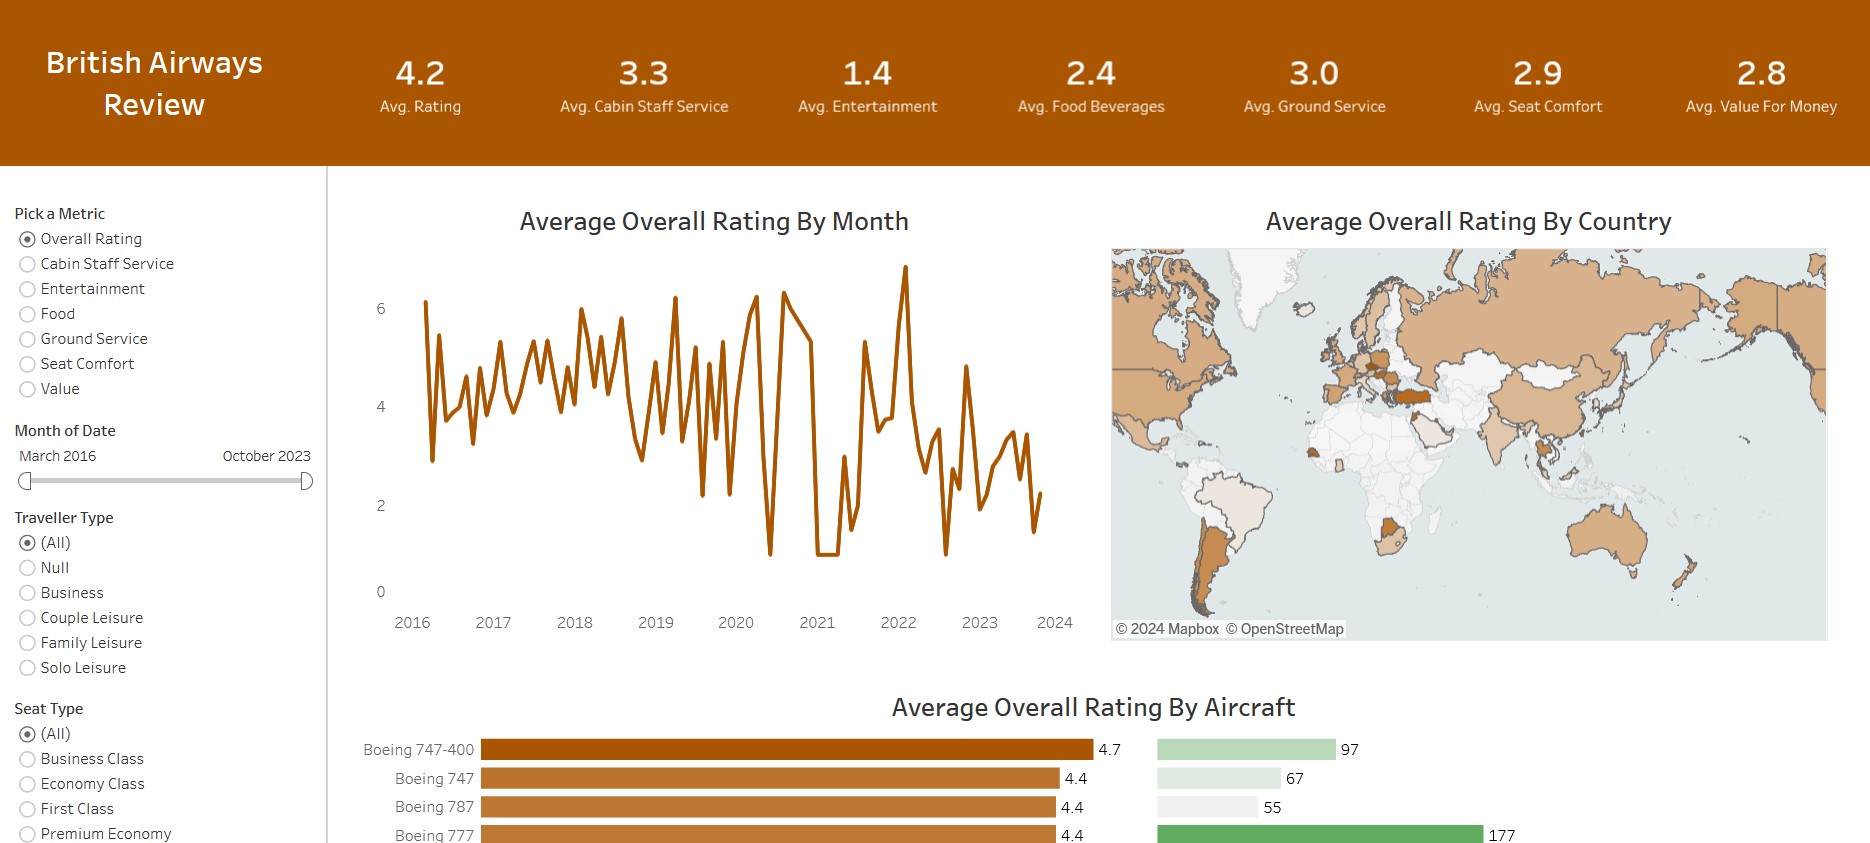 British Airways
Review
4.2
Avg. Rating
3.3
Avg. Cabin Staff Service
1.4
Avg. Entertainment
2.4
Avg. Food Beverages
3.0
Avg. Ground Service
2.9
Avg. Seat Comfort
2.8
Avg. Value For Money
Pick a Metric
Overall Rating
Cabin Staff Service
Entertainment
Food
Ground Service
Seat Comfort
Value
Month of Date
March 2016 October 2023
Traveller Type
(All)
Null
Business
Couple Leisure
Family Leisure
Solo Leisure
Seat Type
(All)
Business Class
Economy Class
First Class
Premium Economy
Average Overall Rating By Month
6
4
2
0
2016 2017 2018 2019 2020 2021 2022 2023 2024
Average Overall Rating By Country
© 2024 Mapbox © OpenStreetMap
Average Overall Rating By Aircraft
Boeing 747-400 4.7 97
Boeing 747 4.4 67
Boeing 787 4.4 55
Boeing 777 4.4 177